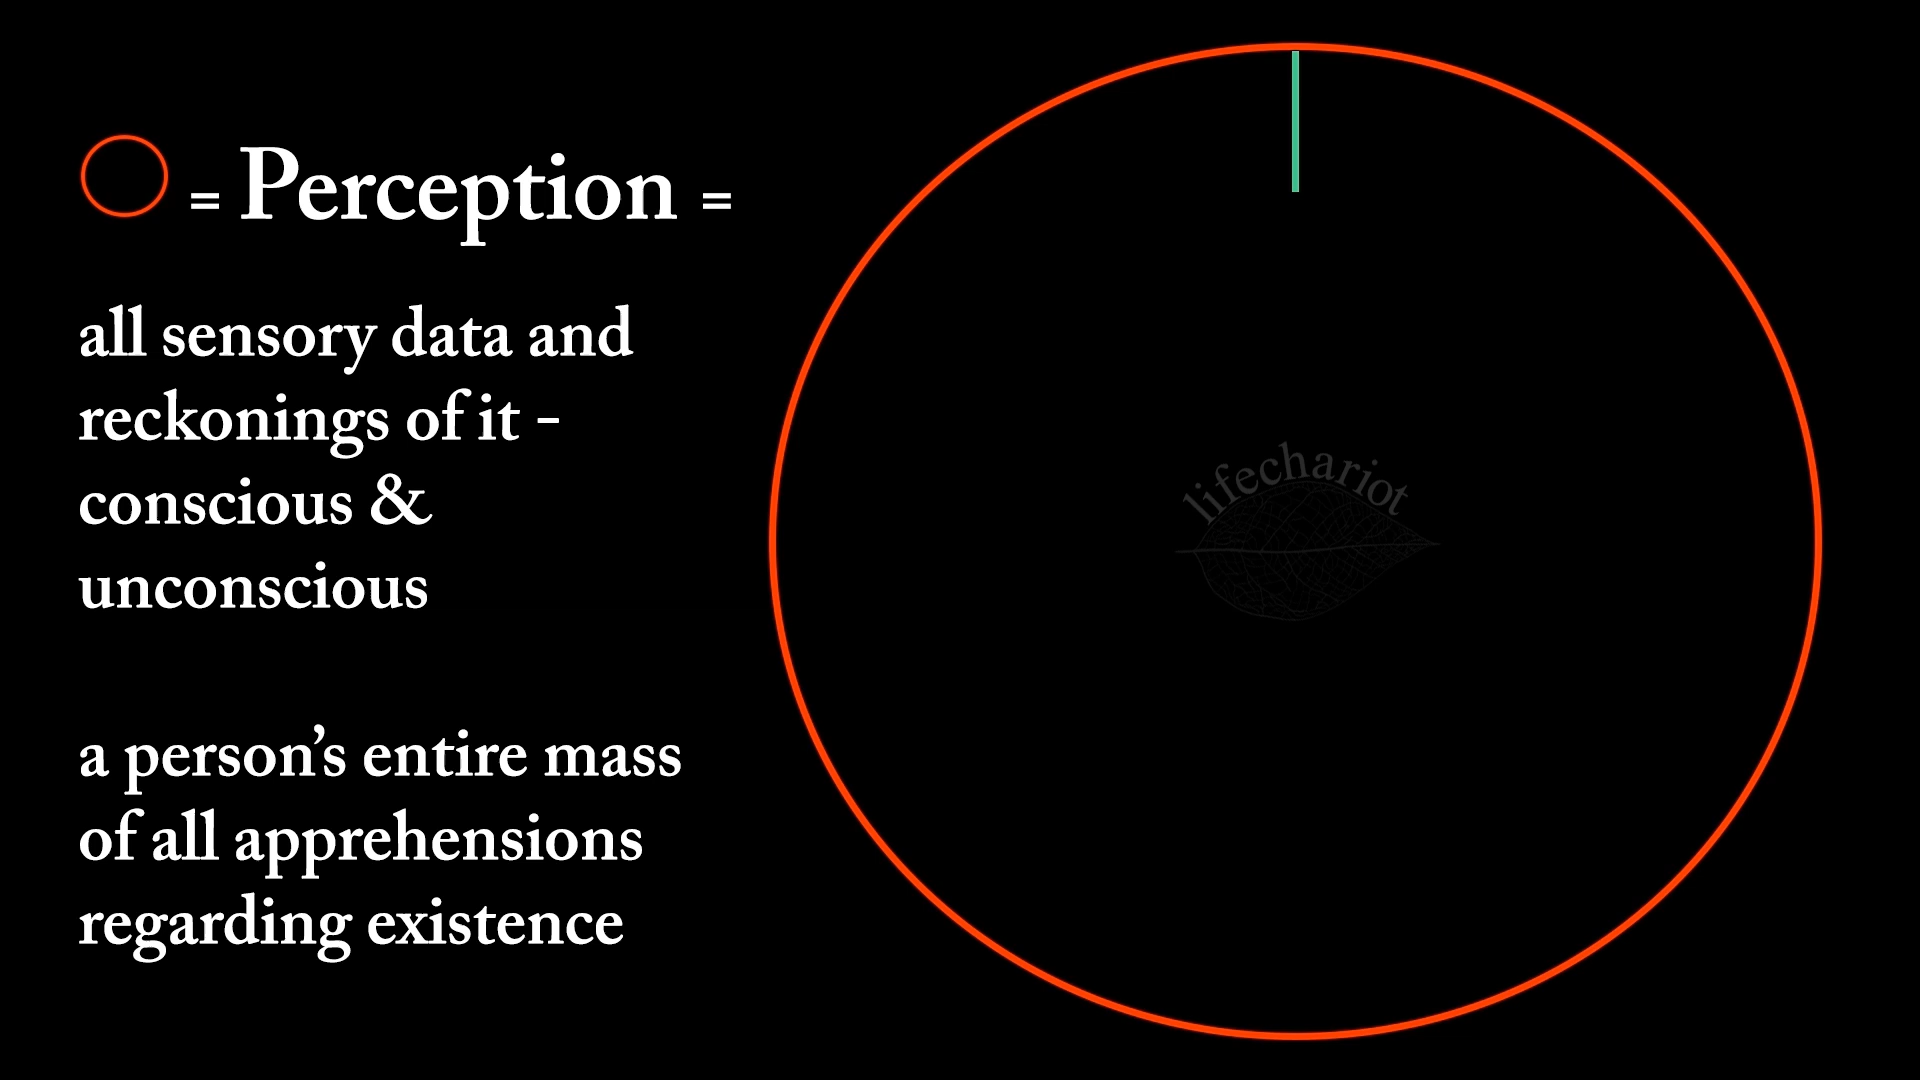 = Perception =
all sensory data and
reckonings of it -
conscious &
unconscious
a person’s entire mass
of all apprehensions
regarding existence
lifechariot